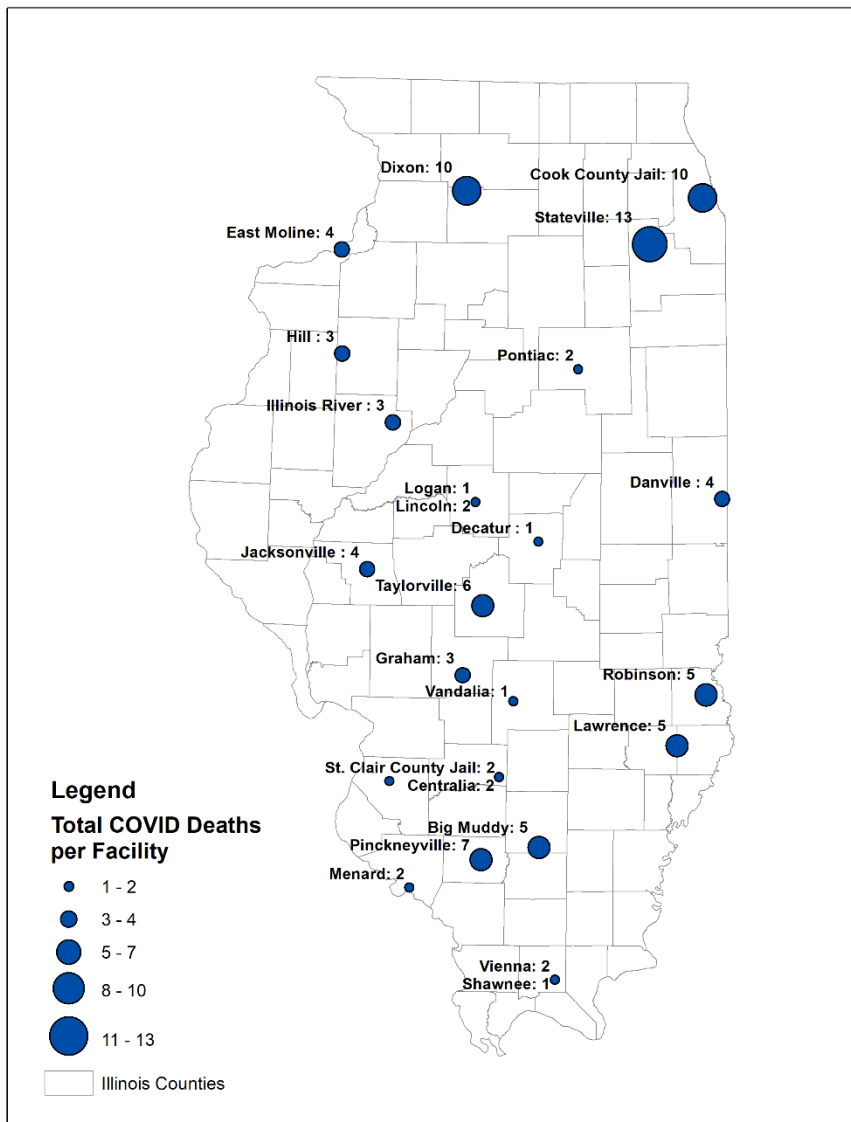 Dixon: 10
Cook County Jail: 10
Stateville: 13
East Moline: 4
Hill : 3
Pontiac: 2
Illinois River : 3
Logan: 1
Lincoln: 2
Danville : 4
Decatur : 1
Jacksonville : 4
Taylorville: 6
Graham: 3
Vandalia: 1
Robinson: 5
Lawrence: 5
St. Clair County Jail: 2
Centralia: 2
Big Muddy: 5
Pinckneyville: 7
Menard: 2
Vienna: 2
Shawnee: 1
Legend
Total COVID Deaths
per Facility
1 - 2
3 - 4
5 - 7
8 - 10
11 - 13
Illinois Counties